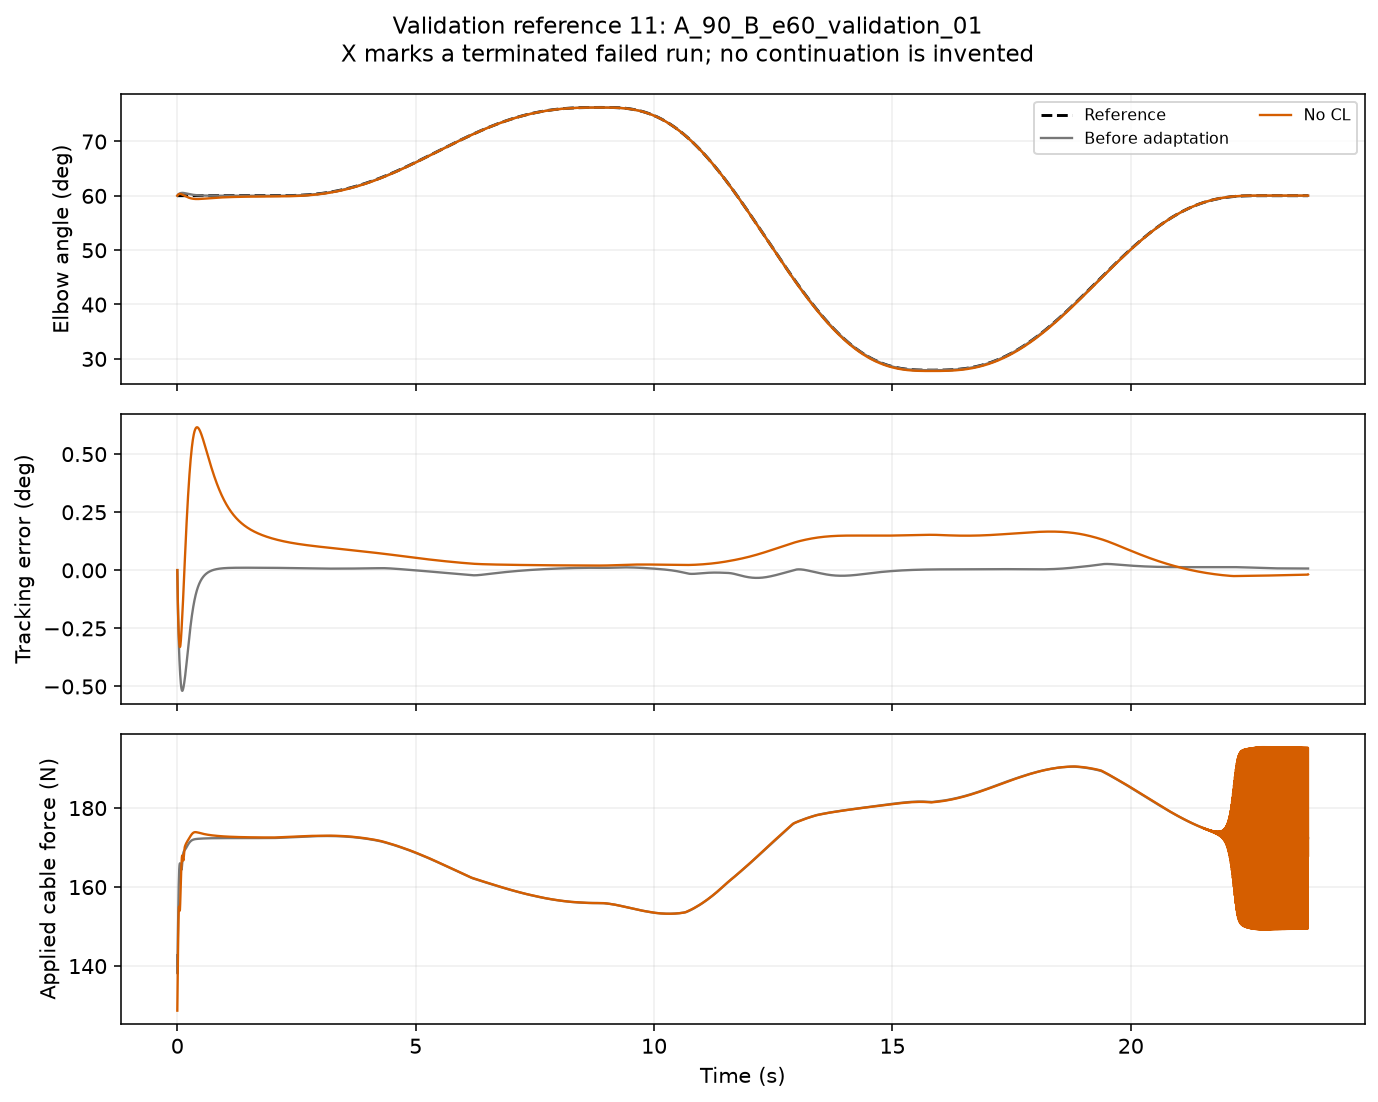 Validation reference 11: A_90_B_e60_validation_01
X marks a terminated failed run; no continuation is invented
Elbow angle (deg)
70
60
50
40
30
Reference
Before adaptation
No CL
Tracking error (deg)
0.50
0.25
0.00
−0.25
−0.50
Applied cable force (N)
180
160
140
0 5 10 15 20
Time (s)